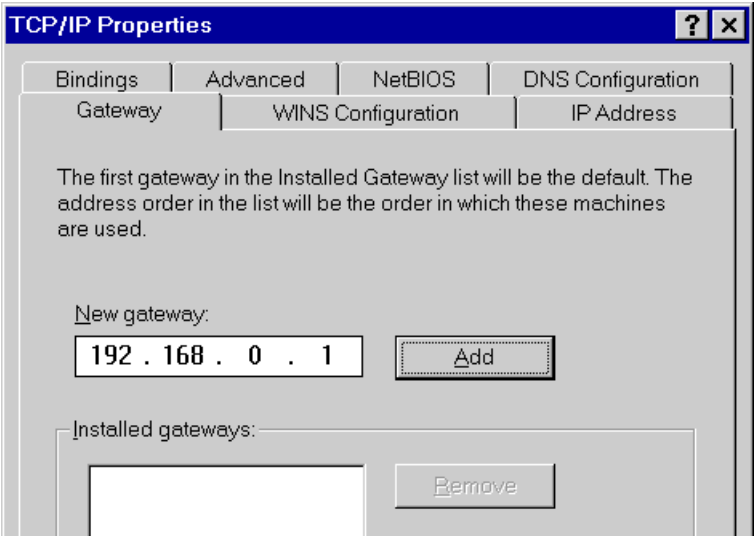 TCP/IP Properties
? ×
Bindings Advanced NetBIOS DNS Configuration
Gateway WINS Configuration IP Address
The first gateway in the Installed Gateway list will be the default. The
address order in the list will be the order in which these machines
are used.
New gateway:
192 . 168 . 0 . 1 Add
Installed gateways:
Remove